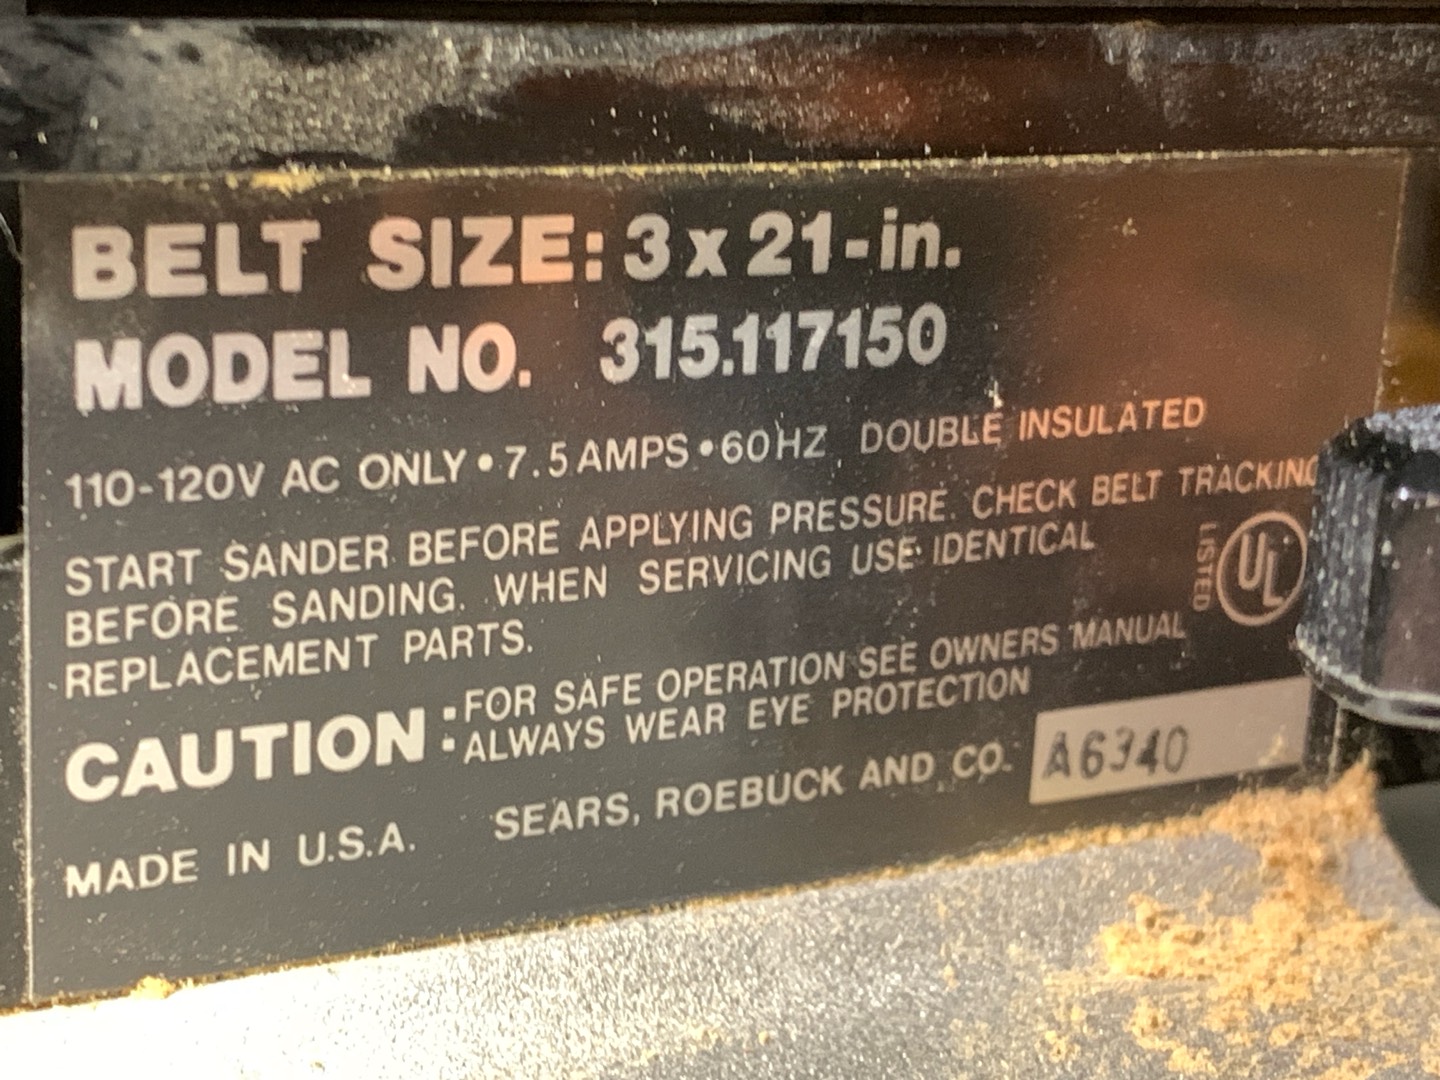 BELT SIZE: 3 x 21-in.
MODEL NO. 315.117150
110-120V AC ONLY • 7.5 AMPS • 60HZ DOUBLE INSULATED
START SANDER BEFORE APPLYING PRESSURE. CHECK BELT TRACKING
BEFORE SANDING. WHEN SERVICING USE IDENTICAL
REPLACEMENT PARTS.
LISTED UL
CAUTION :FOR SAFE OPERATION SEE OWNERS MANUAL
:ALWAYS WEAR EYE PROTECTION
MADE IN U.S.A. SEARS, ROEBUCK AND CO. A6340